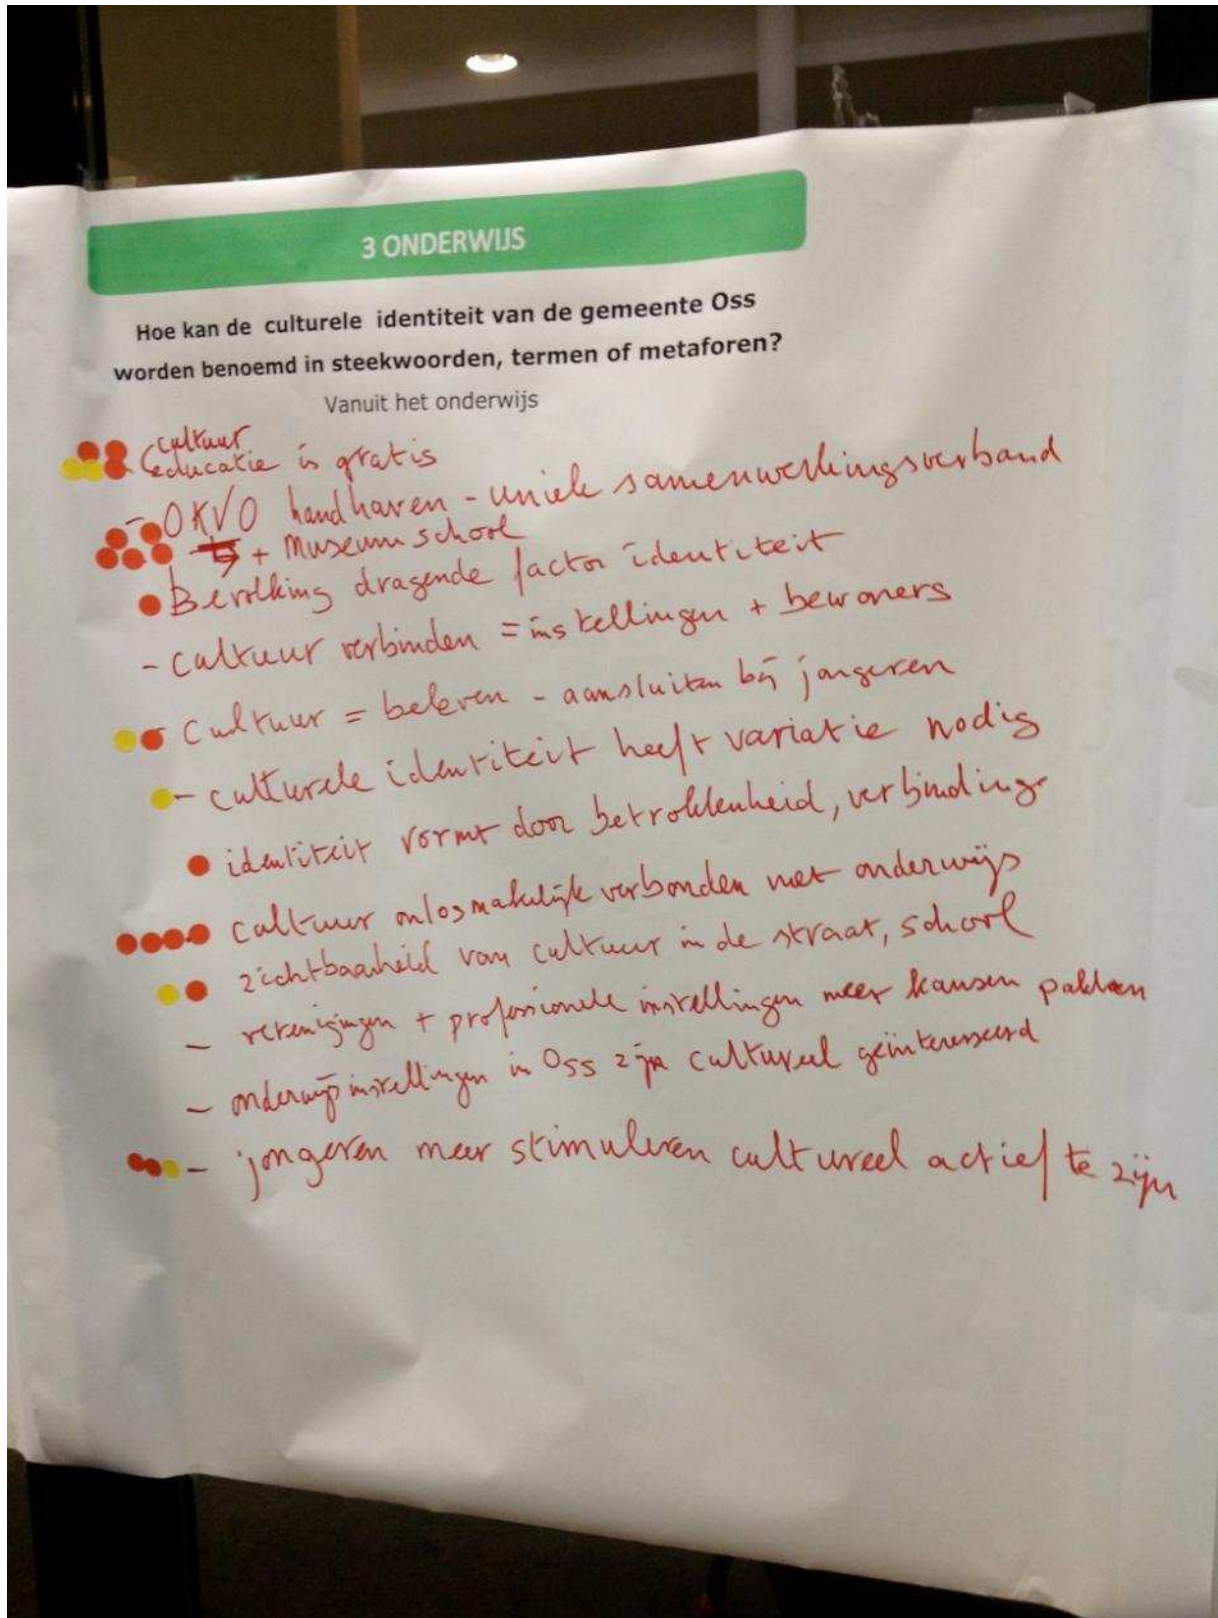 3 ONDERWIJS
Hoe kan de culturele identiteit van de gemeente Oss
worden benoemd in steekwoorden, termen of metaforen?
Vanuit het onderwijs
cultuur
educatie is gratis
- OKVO handhaven - uniek samenwerkingsverband
+ Museumschool
Bevolking dragende factor identiteit
- cultuur verbinden = instellingen + bewoners
cultuur = beleven - aansluiten bij jongeren
- culturele identiteit heeft variatie nodig
identiteit vormt door betrokkenheid, verbinding
cultuur onlosmakelijk verbonden met onderwijs
zichtbaarheid van cultuur in de straat, school
- verenigingen + professionele instellingen meer kansen pakken
- onderwijsinstellingen in Oss zijn cultureel geïnteresseerd
- jongeren meer stimuleren cultureel actief te zijn